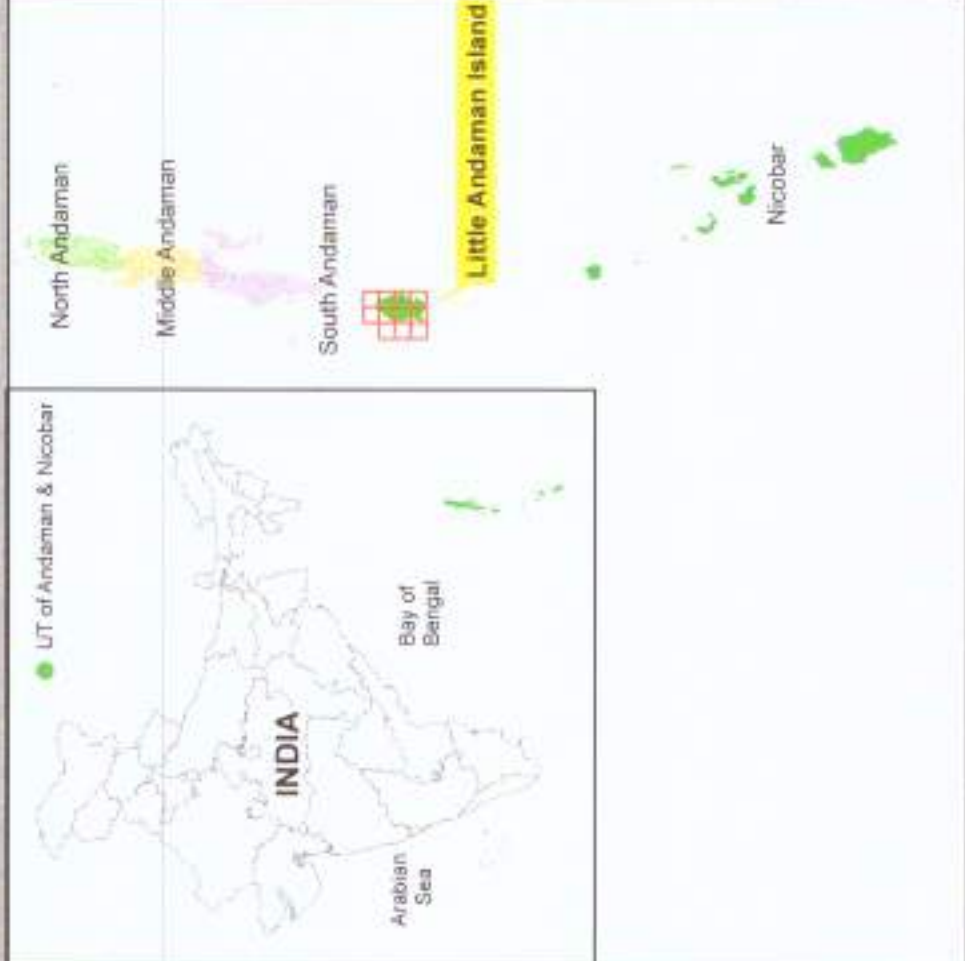 UT of Andaman & Nicobar
INDIA
Arabian
Sea
Bay of
Bengal
North Andaman
Middle Andaman
South Andaman
Little Andaman Island
Nicobar